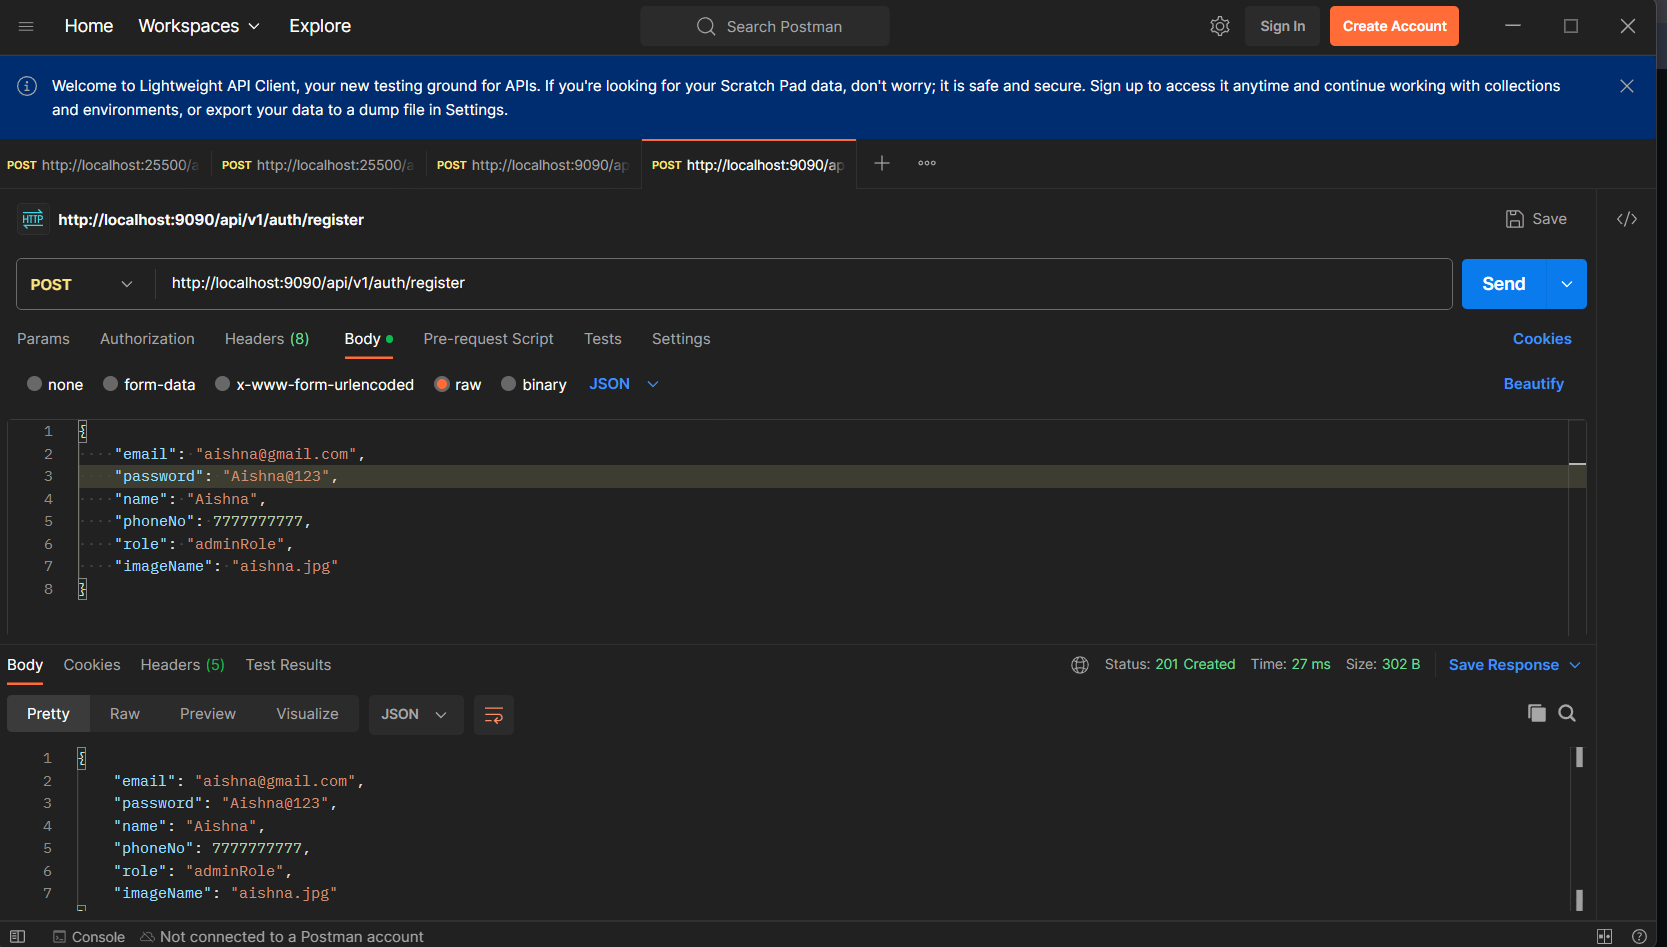 Home Workspaces Explore Search Postman Sign In Create Account
Welcome to Lightweight API Client, your new testing ground for APIs. If you're looking for your Scratch Pad data, don't worry; it is safe and secure. Sign up to access it anytime and continue working with collections
and environments, or export your data to a dump file in Settings.
POST http://localhost:25500/a POST http://localhost:25500/a POST http://localhost:9090/ap POST http://localhost:9090/ap
HTTP http://localhost:9090/api/v1/auth/register Save </>
POST http://localhost:9090/api/v1/auth/register Send
Params Authorization Headers (8) Body Pre-request Script Tests Settings Cookies
none form-data x-www-form-urlencoded raw binary JSON Beautify
1 {
2 "email": "aishna@gmail.com",
3 "password": "Aishna@123",
4 "name": "Aishna",
5 "phoneNo": 7777777777,
6 "role": "adminRole",
7 "imageName": "aishna.jpg"
8 }
Body Cookies Headers (5) Test Results Status: 201 Created Time: 27 ms Size: 302 B Save Response
Pretty Raw Preview Visualize JSON
1 {
2 "email": "aishna@gmail.com",
3 "password": "Aishna@123",
4 "name": "Aishna",
5 "phoneNo": 7777777777,
6 "role": "adminRole",
7 "imageName": "aishna.jpg"
Console Not connected to a Postman account